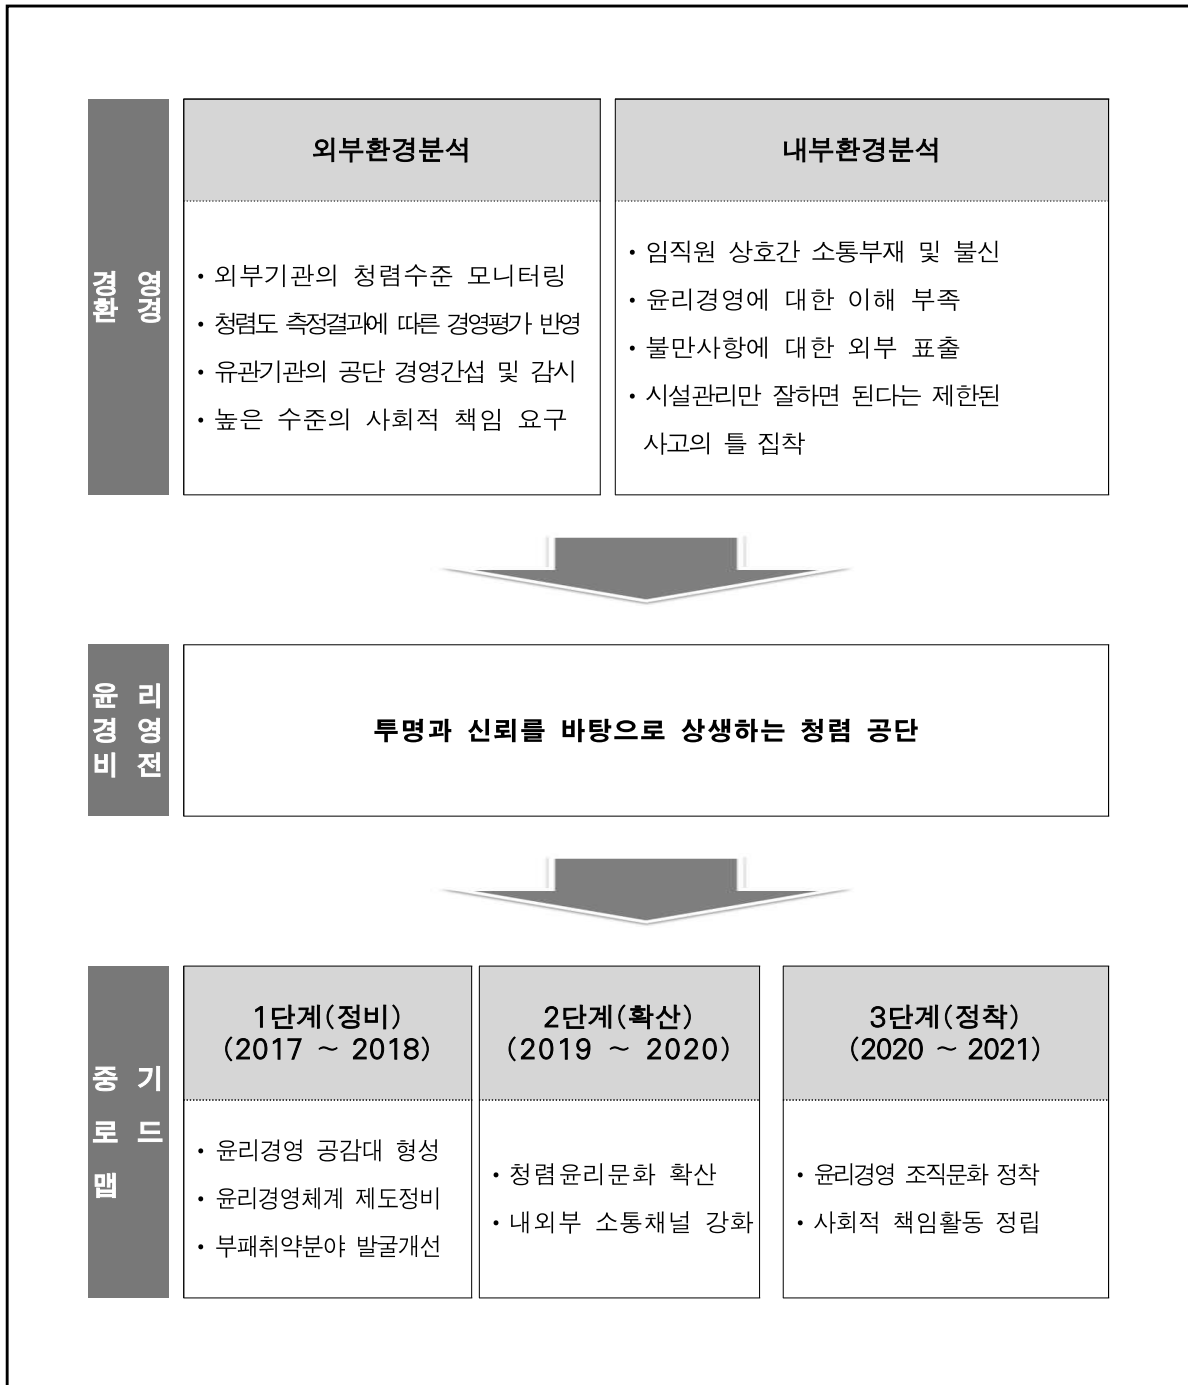 경 영
환 경
외부환경분석
• 외부기관의 청렴수준 모니터링
• 청렴도 측정결과에 따른 경영평가 반영
• 유관기관의 공단 경영간섭 및 감시
• 높은 수준의 사회적 책임 요구
내부환경분석
• 임직원 상호간 소통부재 및 불신
• 윤리경영에 대한 이해 부족
• 불만사항에 대한 외부 표출
• 시설관리만 잘하면 된다는 제한된
사고의 틀 집착
윤 리
경 영
비 전
투명과 신뢰를 바탕으로 상생하는 청렴 공단
중 기
로 드
맵
1단계(정비)
(2017 ~ 2018)
• 윤리경영 공감대 형성
• 윤리경영체계 제도정비
• 부패취약분야 발굴개선
2단계(확산)
(2019 ~ 2020)
• 청렴윤리문화 확산
• 내외부 소통채널 강화
3단계(정착)
(2020 ~ 2021)
• 윤리경영 조직문화 정착
• 사회적 책임활동 정립